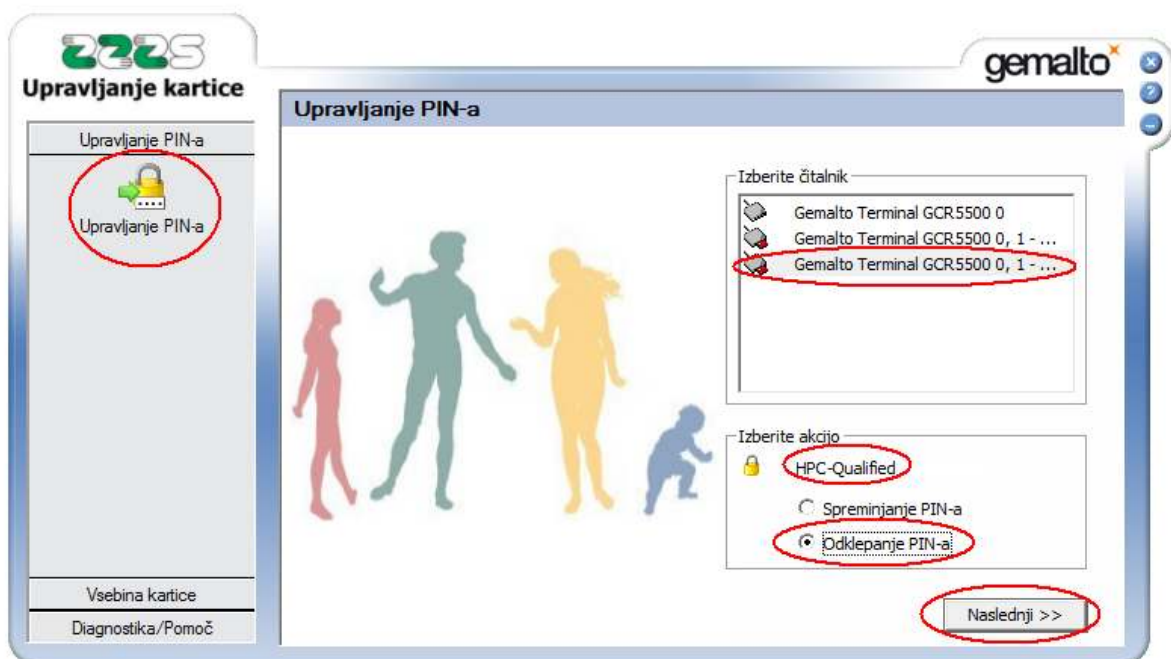 ZZZS
Upravljanje kartice
gemalto
Upravljanje PIN-a
Upravljanje PIN-a
Upravljanje PIN-a
Izberite čitalnik
Gemalto Terminal GCR5500 0
Gemalto Terminal GCR5500 0, 1 - ...
Gemalto Terminal GCR5500 0, 1 - ...
Izberite akcijo
HPC-Qualified
Spreminjanje PIN-a
Odklepanje PIN-a
Vsebina kartice
Diagnostika/Pomoč
Naslednji >>